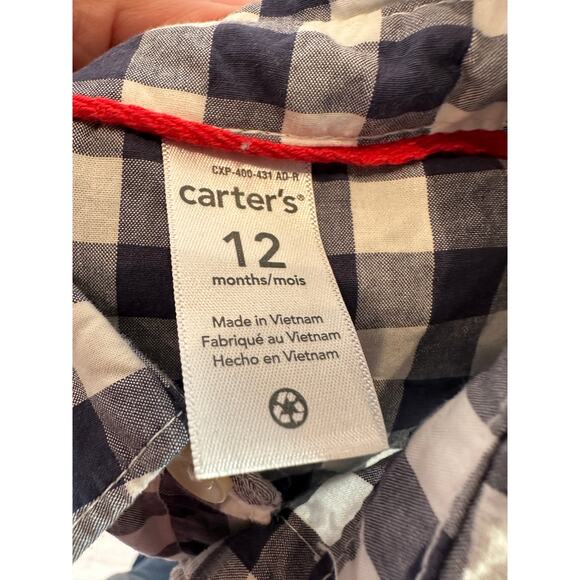 CXP-400-431 AD-R
carter's®
12
months/mois
Made in Vietnam
Fabriqué au Vietnam
Hecho en Vietnam